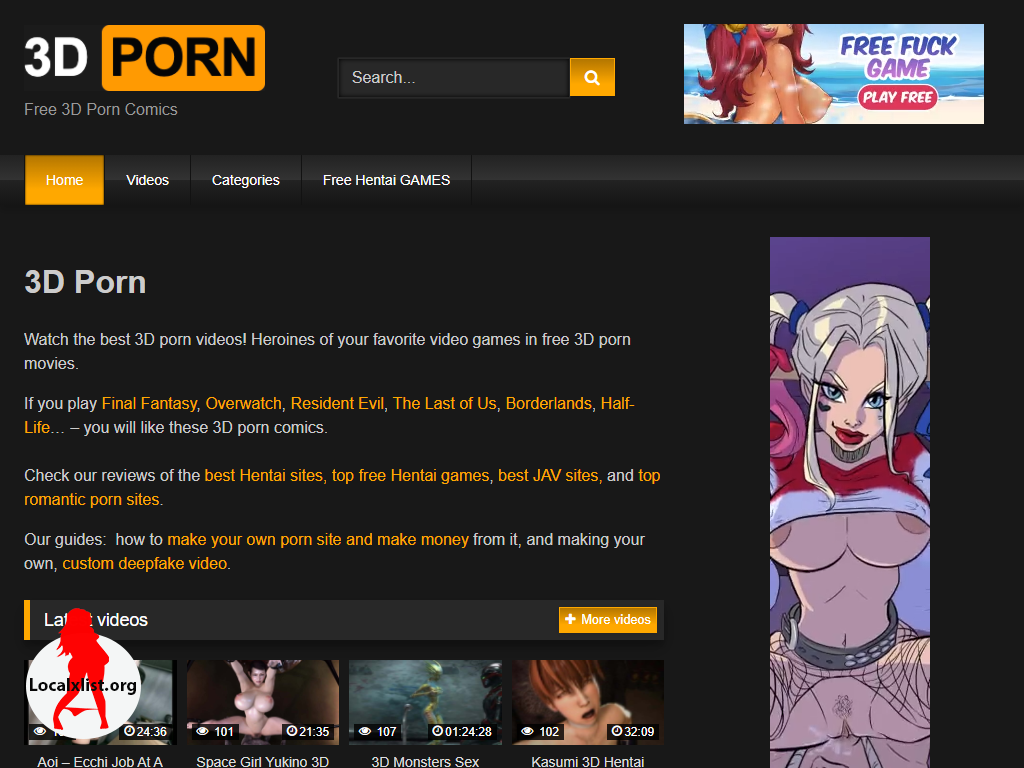 3D PORN
Free 3D Porn Comics
Search...
FREE FUCK
GAME
PLAY FREE
Home
Videos
Categories
Free Hentai GAMES
3D Porn
Watch the best 3D porn videos! Heroines of your favorite video games in free 3D porn
movies.
If you play Final Fantasy, Overwatch, Resident Evil, The Last of Us, Borderlands, Half-
Life… – you will like these 3D porn comics.
Check our reviews of the best Hentai sites, top free Hentai games, best JAV sites, and top
romantic porn sites.
Our guides:  how to make your own porn site and make money from it, and making your
own, custom deepfake video.
videos
More videos
Localxlist.org
24:36
101
21:35
107
01:24:28
102
32:09
Aoi – Ecchi Job At A
Space Girl Yukino 3D
3D Monsters Sex
Kasumi 3D Hentai